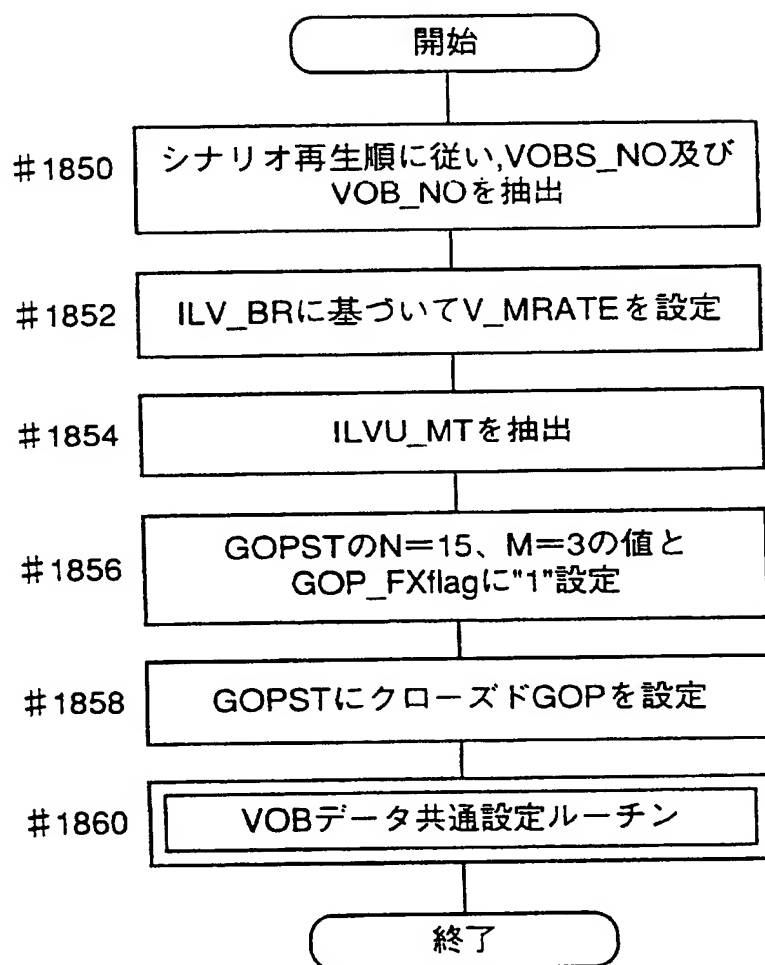 開始
#1850
シナリオ再生順に従い,VOBS_NO及び
VOB_NOを抽出
#1852
ILV_BRに基づいてV_MRATEを設定
#1854
ILVU_MTを抽出
#1856
GOPSTのN=15、M=3の値と
GOP_FXflagに"1"設定
#1858
GOPSTにクローズドGOPを設定
#1860
VOBデータ共通設定ルーチン
終了